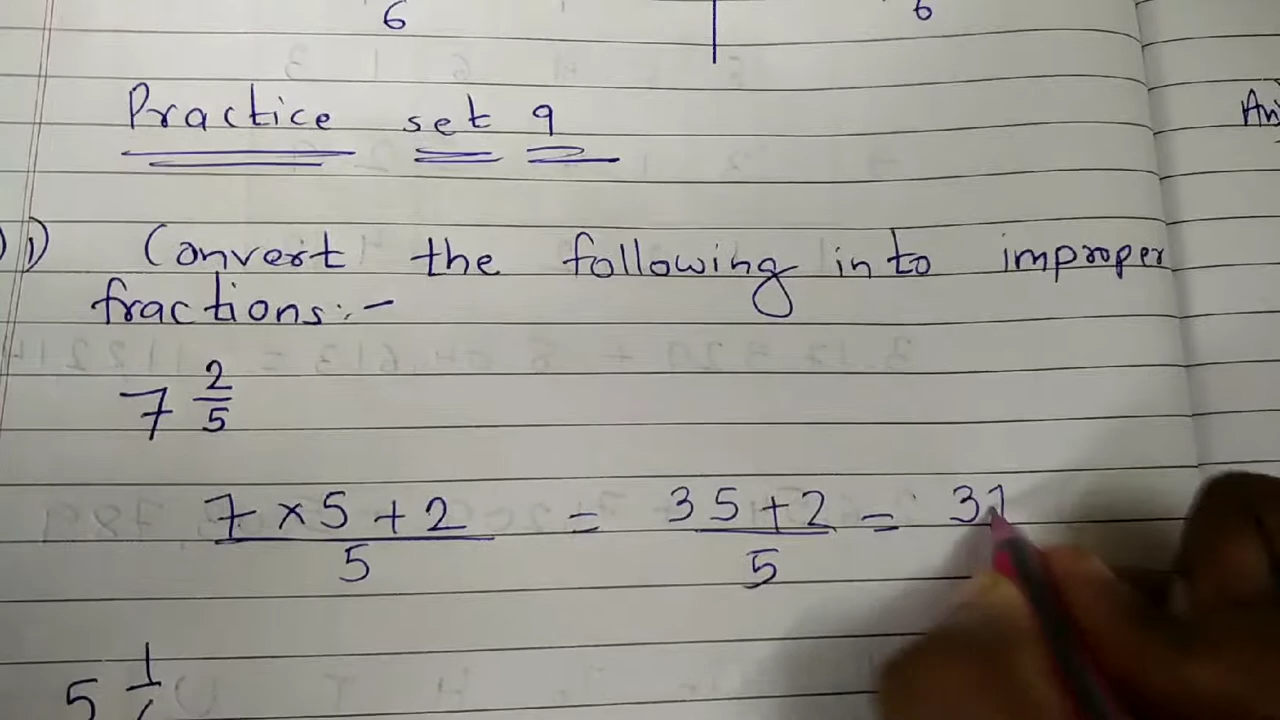 6 6
Practice set 9
1) Convert the following into improper
fractions:-
7 2/5
7 × 5 + 2 / 5 = 35 + 2 / 5 = 37
5 1/